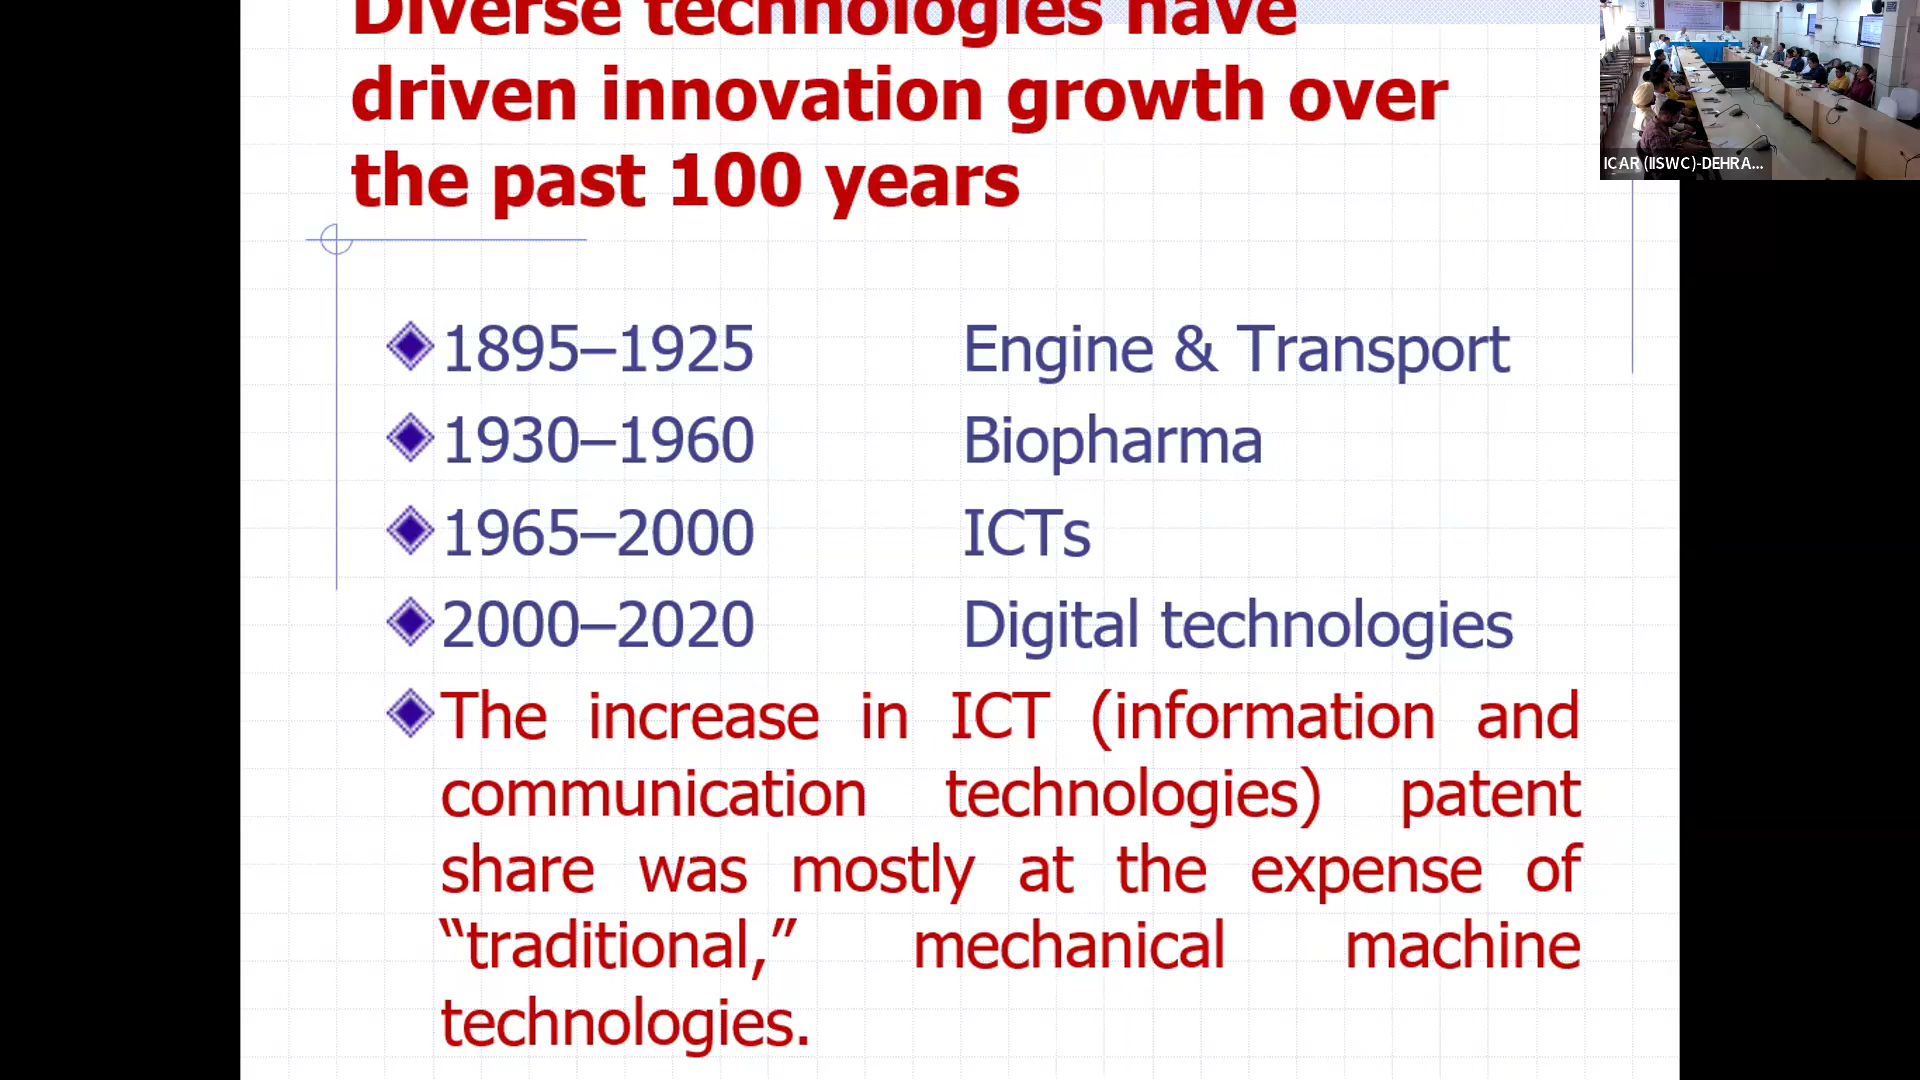 Diverse technologies have
driven innovation growth over
the past 100 years
ICAR (IISWC)-DEHRA...
1895–1925 Engine & Transport
1930–1960 Biopharma
1965–2000 ICTs
2000–2020 Digital technologies
The increase in ICT (information and
communication technologies) patent
share was mostly at the expense of
“traditional,” mechanical machine
technologies.